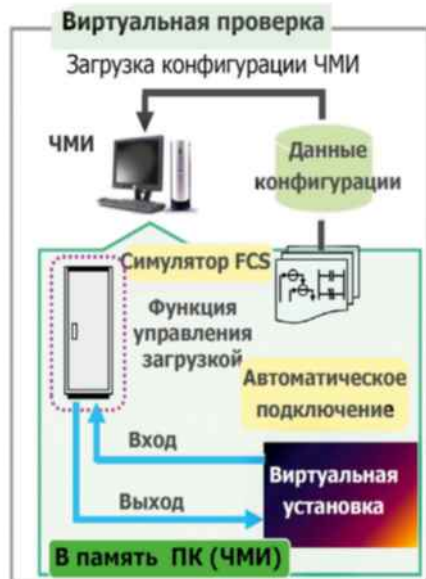 Виртуальная проверка
Загрузка конфигурации ЧМИ
ЧМИ
Данные
конфигурации
Симулятор FCS
Функция
управления
загрузкой
Автоматическое
подключение
Вход
Виртуальная
установка
Выход
В память ПК (ЧМИ)